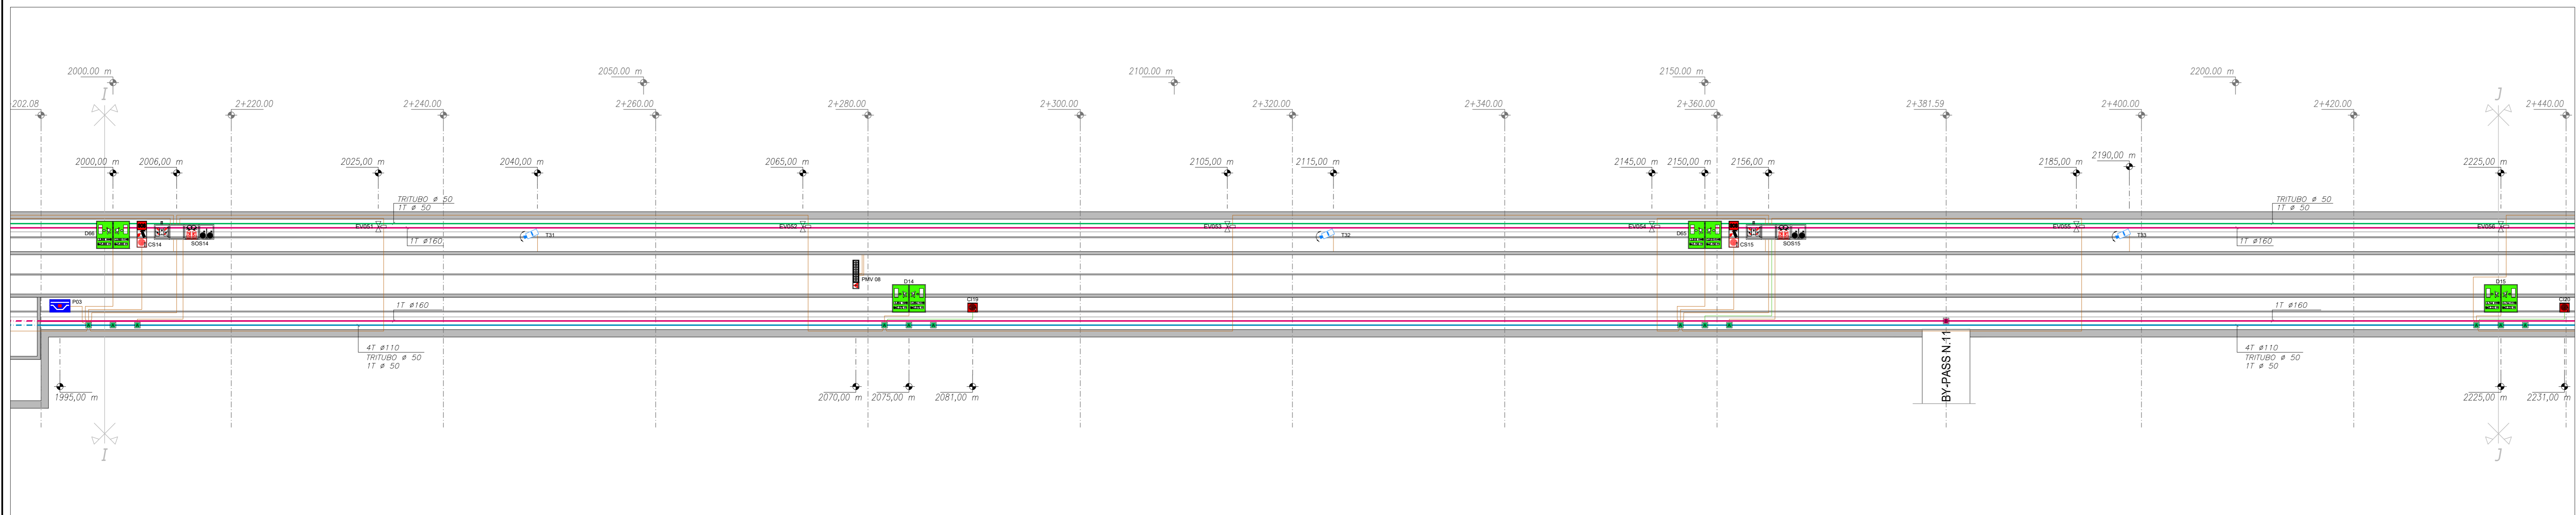 2000.00 m
2050.00 m
2100.00 m
2150.00 m
2200.00 m
I
J
202.08
2+220.00
2+240.00
2+260.00
2+280.00
2+300.00
2+320.00
2+340.00
2+360.00
2+381.59
2+400.00
2+420.00
2+440.00
2000,00 m
2006,00 m
2025,00 m
2040,00 m
2065,00 m
2105,00 m
2115,00 m
2145,00 m
2150,00 m
2156,00 m
2185,00 m
2190,00 m
2225,00 m
TRITUBO ø 50
1T ø 50
TRITUBO ø 50
1T ø 50
D66
CS14
SOS14
EV051
1T ø160
T31
EV052
EV053
T32
EV054
D65
CS15
SOS15
EV055
T33
1T ø160
EV056
P03
PMV 08
D14
CI19
D15
CI20
1T ø160
1T ø160
4T ø110
TRITUBO ø 50
1T ø 50
BY-PASS N.11
4T ø110
TRITUBO ø 50
1T ø 50
1995,00 m
2070,00 m
2075,00 m
2081,00 m
2225,00 m
2231,00 m
I
J